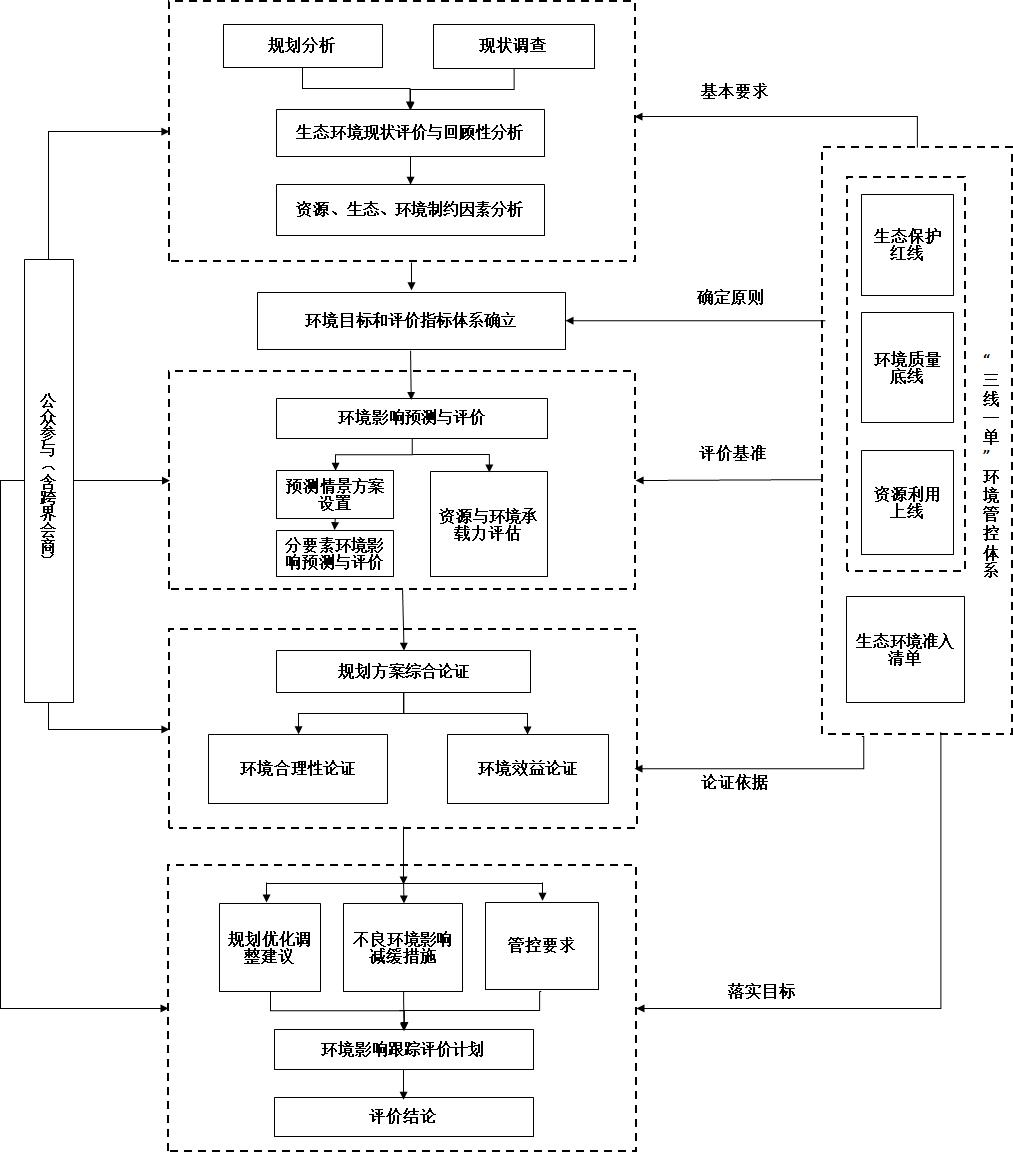 规划分析
现状调查
基本要求
生态环境现状评价与回顾性分析
资源、生态、环境制约因素分析
生态保护
红线
确定原则
环境目标和评价指标体系确立
环境质量
底线
“三线一单”环境管控体系
公众参与（含跨界会商）
环境影响预测与评价
评价基准
预测情景方案
设置
资源与环境承
载力评估
资源利用
上线
分要素环境影
响预测与评价
生态环境准入
清单
规划方案综合论证
环境合理性论证
环境效益论证
论证依据
规划优化调
整建议
不良环境影响
减缓措施
管控要求
落实目标
环境影响跟踪评价计划
评价结论